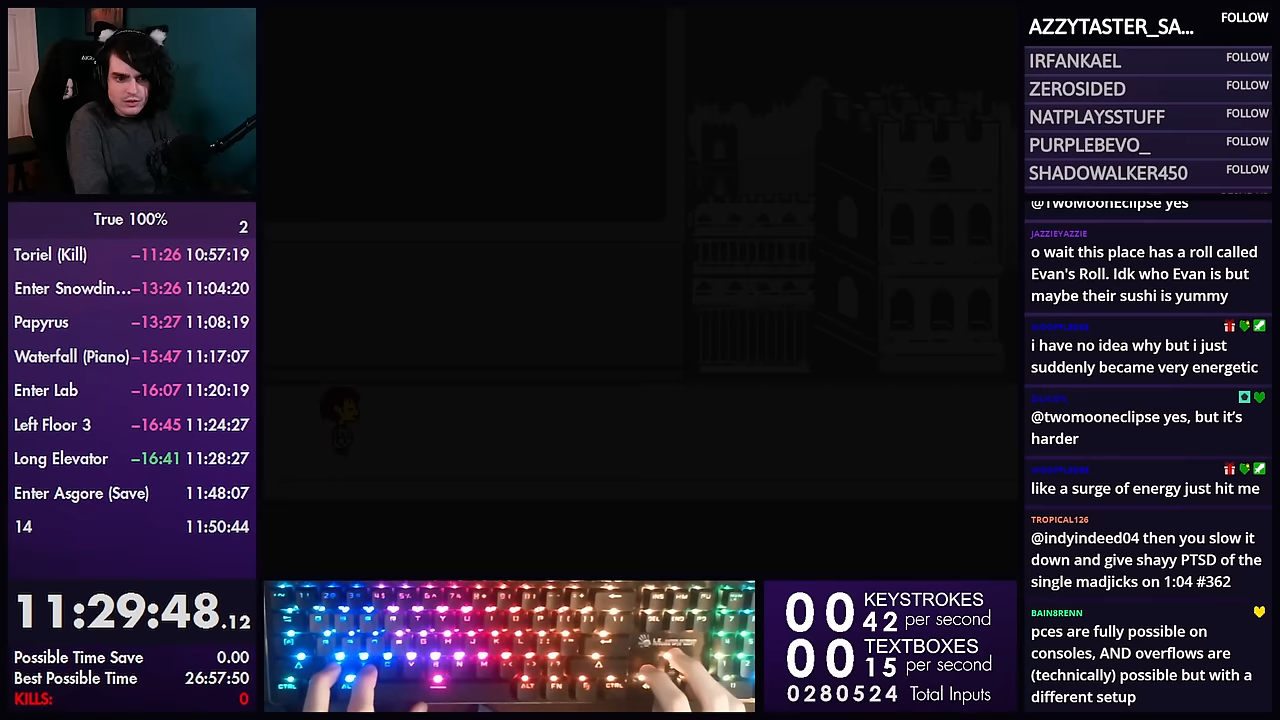 True 100%
2
Toriel (Kill) −11:26 10:57:19
Enter Snowdin... −13:26 11:04:20
Papyrus −13:27 11:08:19
Waterfall (Piano) −15:47 11:17:07
Enter Lab −16:07 11:20:19
Left Floor 3 −16:45 11:24:27
Long Elevator −16:41 11:28:27
Enter Asgore (Save) 11:48:07
14 11:50:44
11:29:48.12
Possible Time Save 0.00
Best Possible Time 26:57:50
KILLS: 0
00 KEYSTROKES
42 per second
00 TEXTBOXES
15 per second
0280524 Total Inputs
AZZYTASTER_SA... FOLLOW
IRFANKAEL FOLLOW
ZEROSIDED FOLLOW
NATPLAYSSTUFF FOLLOW
PURPLEBEVO_ FOLLOW
SHADOWALKER450 FOLLOW
@TwoMoonEclipse yes
JAZZIEYAZZIE
o wait this place has a roll called
Evan's Roll. Idk who Evan is but
maybe their sushi is yummy
i have no idea why but i just
suddenly became very energetic
@twomooneclipse yes, but it's
harder
like a surge of energy just hit me
TROPICAL126
@indyindeed04 then you slow it
down and give shayy PTSD of the
single madjicks on 1:04 #362
BAIN8RENN
pces are fully possible on
consoles, AND overflows are
(technically) possible but with a
different setup